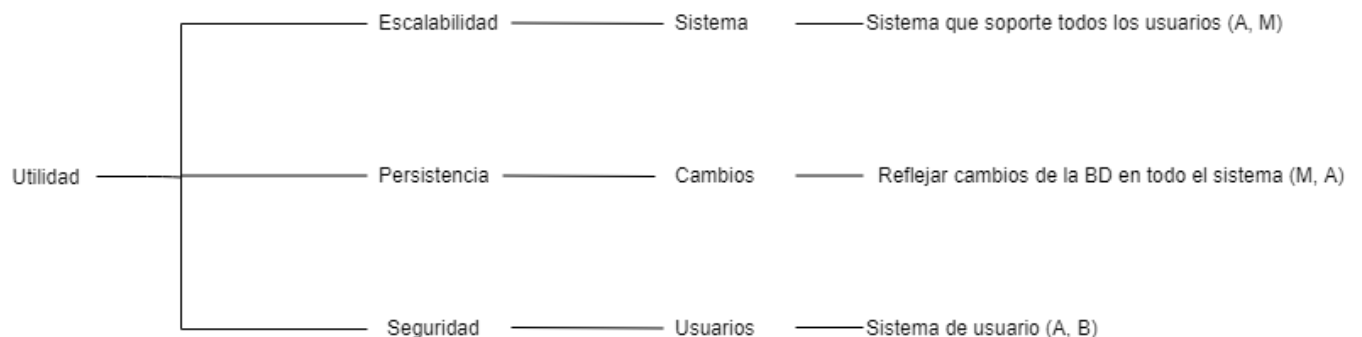 Escalabilidad Sistema Sistema que soporte todos los usuarios (A, M)
Utilidad Persistencia Cambios Reflejar cambios de la BD en todo el sistema (M, A)
Seguridad Usuarios Sistema de usuario (A, B)